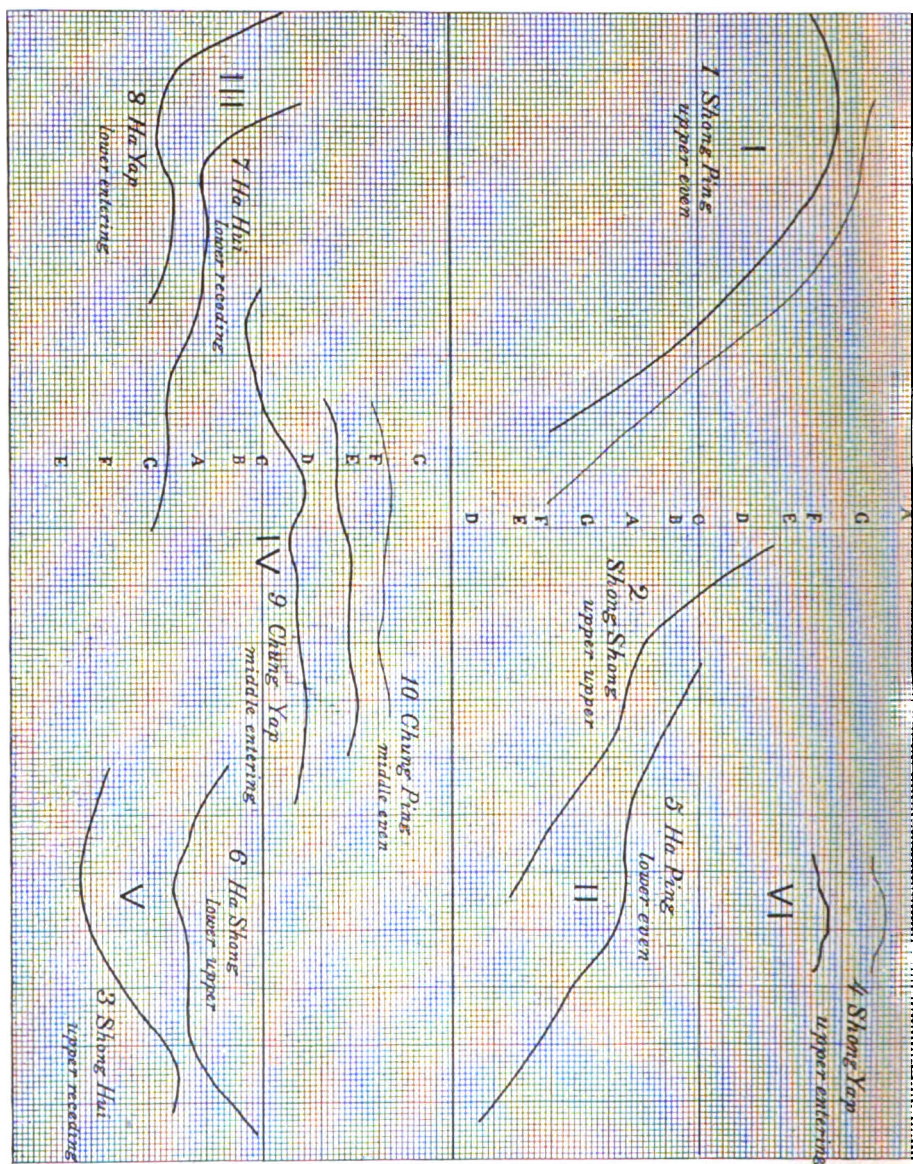 1 Shong Ping
upper even
I
A
G
F
E
D
C
B
A
G
F
E
D
2
Shong Shong
upper upper
4 Shong Yap
upper entering
VI
5 Ha Ping
lower even
II
G
F
E
D
C
B
A
G
F
E
10 Chung Ping
middle even
IV
9 Chung Yap
middle entering
7 Ha Hui
Lower receding
III
8 Ha Yap
lower entering
6 Ha Shong
lower upper
V
3 Shong Hui
upper receding